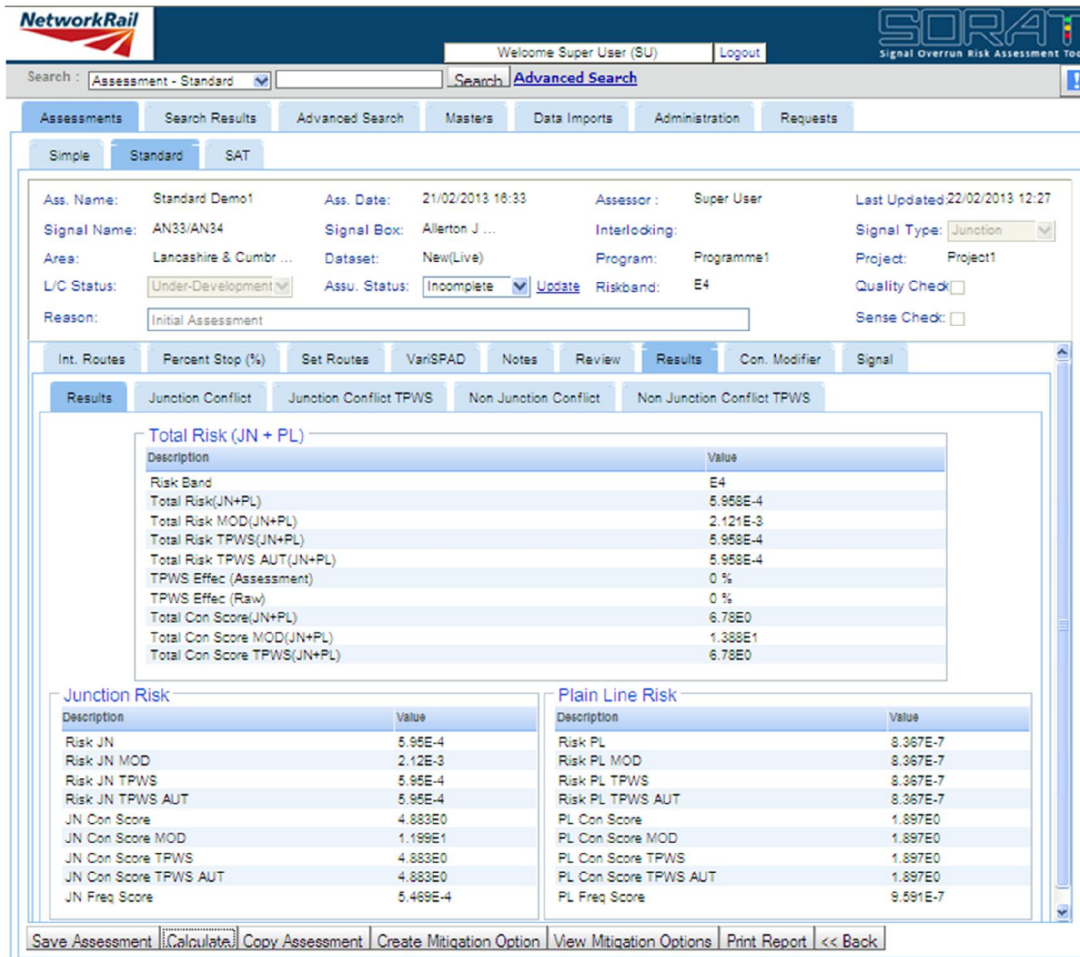 NetworkRail
SORAT
Signal Overrun Risk Assessment Too
Welcome Super User (SU) Logout
Search : Assessment - Standard Search Advanced Search
Assessments Search Results Advanced Search Masters Data Imports Administration Requests
Simple Standard SAT
Ass. Name: Standard Demo1 Ass. Date: 21/02/2013 16:33 Assessor : Super User Last Updated: 22/02/2013 12:27
Signal Name: AN33/AN34 Signal Box: Allerton J ... Interlocking: Signal Type: Junction
Area: Lancashire & Cumbr ... Dataset: New(Live) Program: Programme1 Project: Project1
L/C Status: Under-Development Assu. Status: Incomplete Update Riskband: E4 Quality Check
Reason: Initial Assessment Sense Check:
Int. Routes Percent Stop (%) Set Routes VariSPAD Notes Review Results Con. Modifier Signal
Results Junction Conflict Junction Conflict TPWS Non Junction Conflict Non Junction Conflict TPWS
Total Risk (JN + PL)
Description Value
Risk Band E4
Total Risk(JN+PL) 5.958E-4
Total Risk MOD(JN+PL) 2.121E-3
Total Risk TPWS(JN+PL) 5.958E-4
Total Risk TPWS AUT(JN+PL) 5.958E-4
TPWS Effec (Assessment) 0 %
TPWS Effec (Raw) 0 %
Total Con Score(JN+PL) 6.78E0
Total Con Score MOD(JN+PL) 1.388E1
Total Con Score TPWS(JN+PL) 6.78E0
Junction Risk
Description Value
Risk JN 5.95E-4
Risk JN MOD 2.12E-3
Risk JN TPWS 5.95E-4
Risk JN TPWS AUT 5.95E-4
JN Con Score 4.883E0
JN Con Score MOD 1.199E1
JN Con Score TPWS 4.883E0
JN Con Score TPWS AUT 4.883E0
JN Freq Score 5.469E-4
Plain Line Risk
Description Value
Risk PL 8.367E-7
Risk PL MOD 8.367E-7
Risk PL TPWS 8.367E-7
Risk PL TPWS AUT 8.367E-7
PL Con Score 1.897E0
PL Con Score MOD 1.897E0
PL Con Score TPWS 1.897E0
PL Con Score TPWS AUT 1.897E0
PL Freq Score 9.591E-7
Save Assessment Calculate Copy Assessment Create Mitigation Option View Mitigation Options Print Report << Back